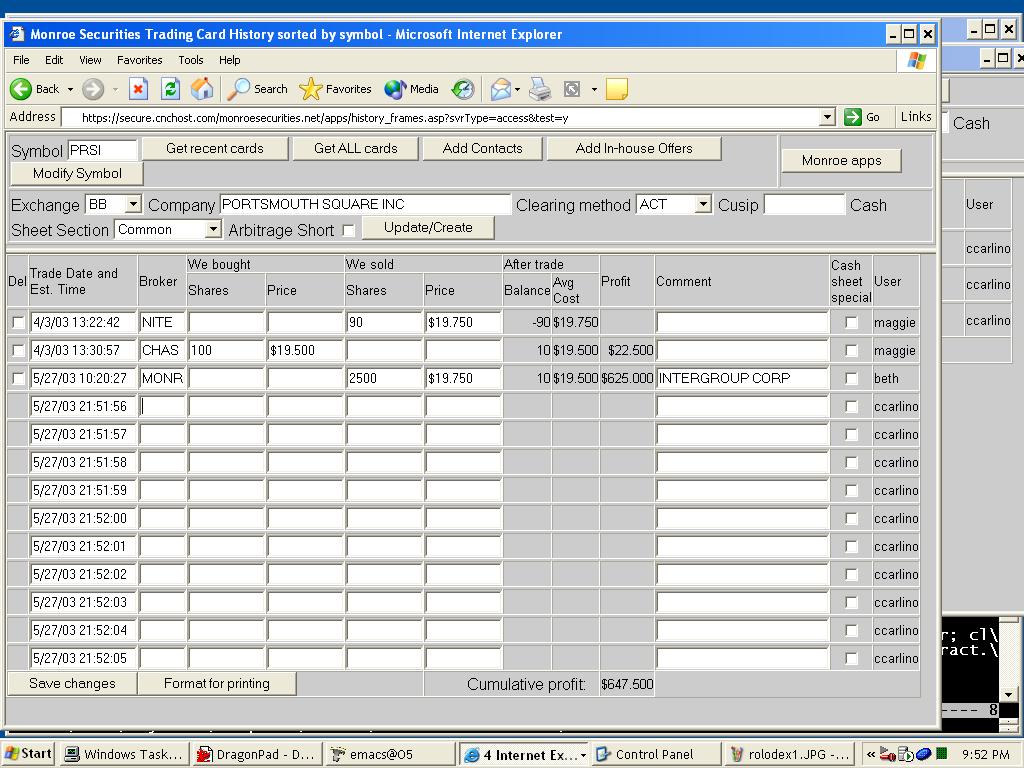 Monroe Securities Trading Card History sorted by symbol - Microsoft Internet Explorer
File Edit View Favorites Tools Help
Back Search Favorites Media
Address https://secure.cnchost.com/monroesecurities.net/apps/history_frames.asp?svrType=access&test=y Go Links
Cash
Symbol PRSI Get recent cards Get ALL cards Add Contacts Add In-house Offers Monroe apps
Modify Symbol
Exchange BB Company PORTSMOUTH SQUARE INC Clearing method ACT Cusip Cash
Sheet Section Common Arbitrage Short Update/Create
User
ccarlino
ccarlino
ccarlino
Del Trade Date and Est. Time Broker We bought We sold After trade Profit Comment Cash sheet special User
Shares Price Shares Price Balance Avg Cost
4/3/03 13:22:42 NITE 90 $19.750 -90 $19.750 maggie
4/3/03 13:30:57 CHAS 100 $19.500 10 $19.500 $22.500 maggie
5/27/03 10:20:27 MONR 2500 $19.750 10 $19.500 $625.000 INTERGROUP CORP beth
5/27/03 21:51:56 ccarlino
5/27/03 21:51:57 ccarlino
5/27/03 21:51:58 ccarlino
5/27/03 21:51:59 ccarlino
5/27/03 21:52:00 ccarlino
5/27/03 21:52:01 ccarlino
5/27/03 21:52:02 ccarlino
5/27/03 21:52:03 ccarlino
5/27/03 21:52:04 ccarlino
5/27/03 21:52:05 ccarlino
Save changes Format for printing Cumulative profit: $647.500
r; cl\
ract.\
---- 8
Start Windows Task... DragonPad - D... emacs@O5 4 Internet Ex... Control Panel rolodex1.JPG -... « 9:52 PM